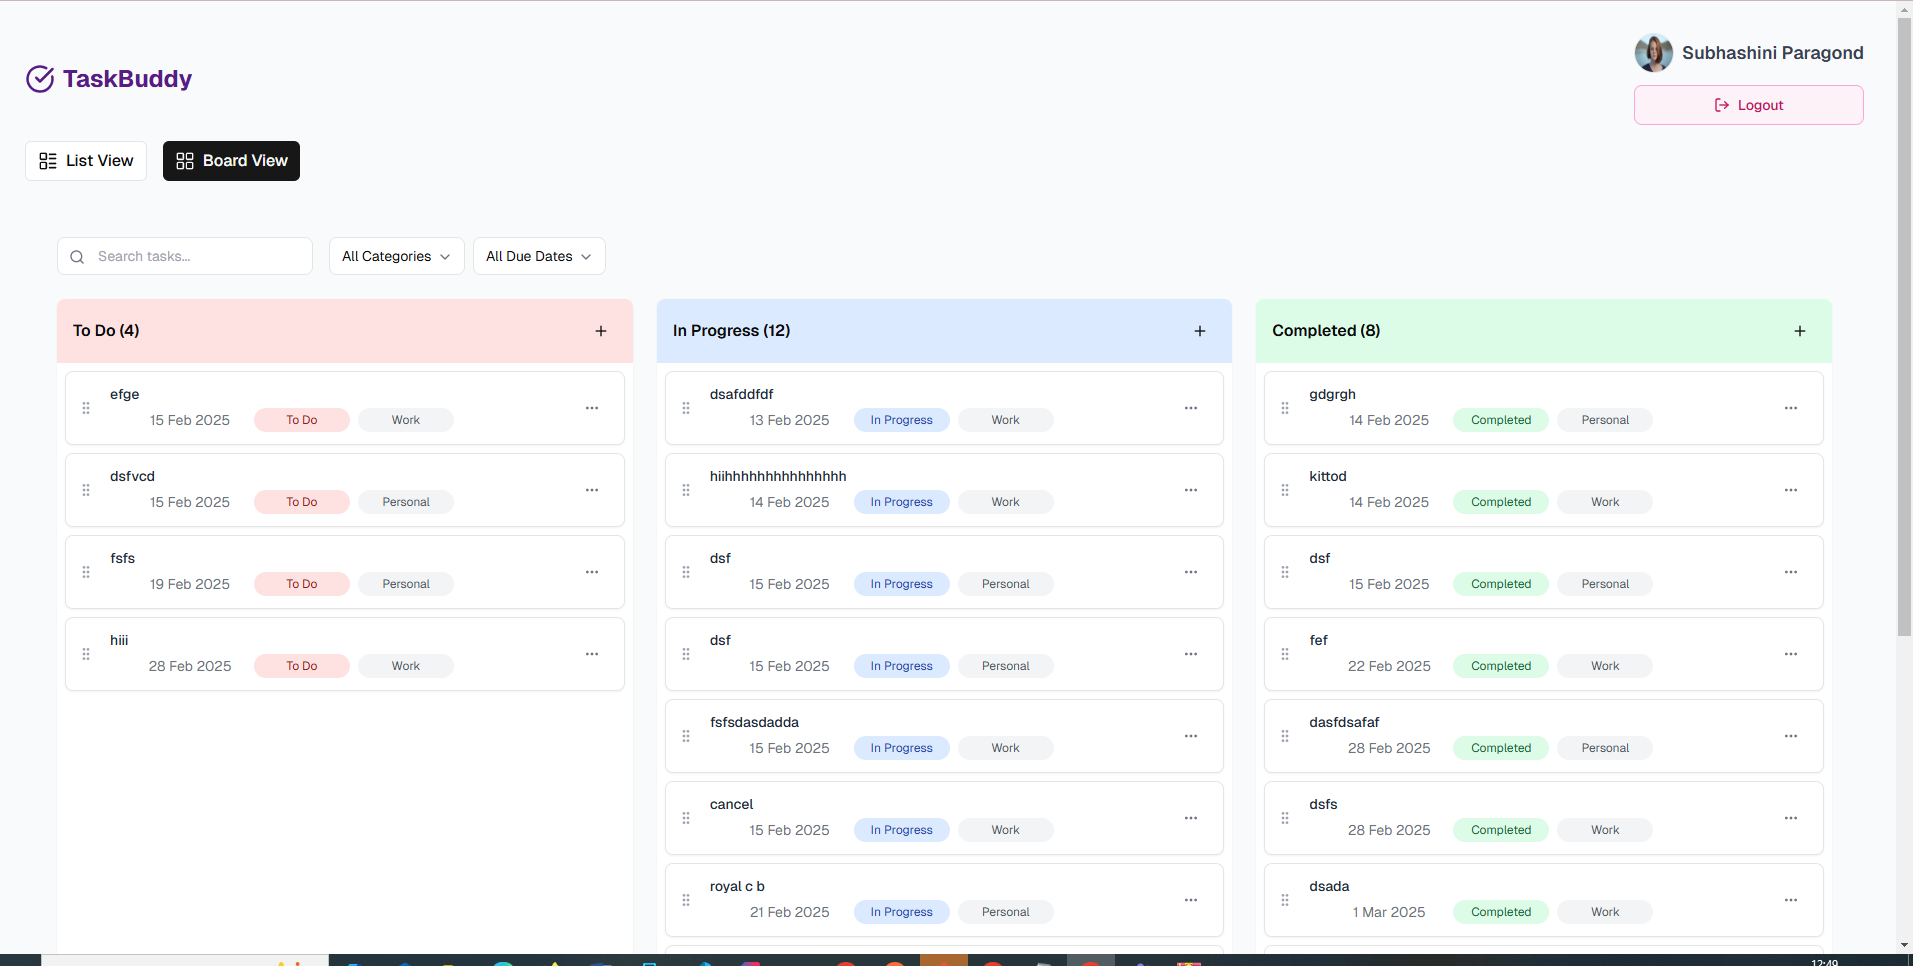 TaskBuddy
Subhashini Paragond
Logout
List View
Board View
Search tasks...
All Categories
All Due Dates
To Do (4)
efge
15 Feb 2025 To Do Work
dsfvcd
15 Feb 2025 To Do Personal
fsfs
19 Feb 2025 To Do Personal
hiii
28 Feb 2025 To Do Work
In Progress (12)
dsafddfdf
13 Feb 2025 In Progress Work
hiihhhhhhhhhhhhhhh
14 Feb 2025 In Progress Work
dsf
15 Feb 2025 In Progress Personal
dsf
15 Feb 2025 In Progress Personal
fsfsdasdadda
15 Feb 2025 In Progress Work
cancel
15 Feb 2025 In Progress Work
royal c b
21 Feb 2025 In Progress Personal
Completed (8)
gdgrgh
14 Feb 2025 Completed Personal
kittod
14 Feb 2025 Completed Work
dsf
15 Feb 2025 Completed Personal
fef
22 Feb 2025 Completed Work
dasfdsafaf
28 Feb 2025 Completed Personal
dsfs
28 Feb 2025 Completed Work
dsada
1 Mar 2025 Completed Work
12:49